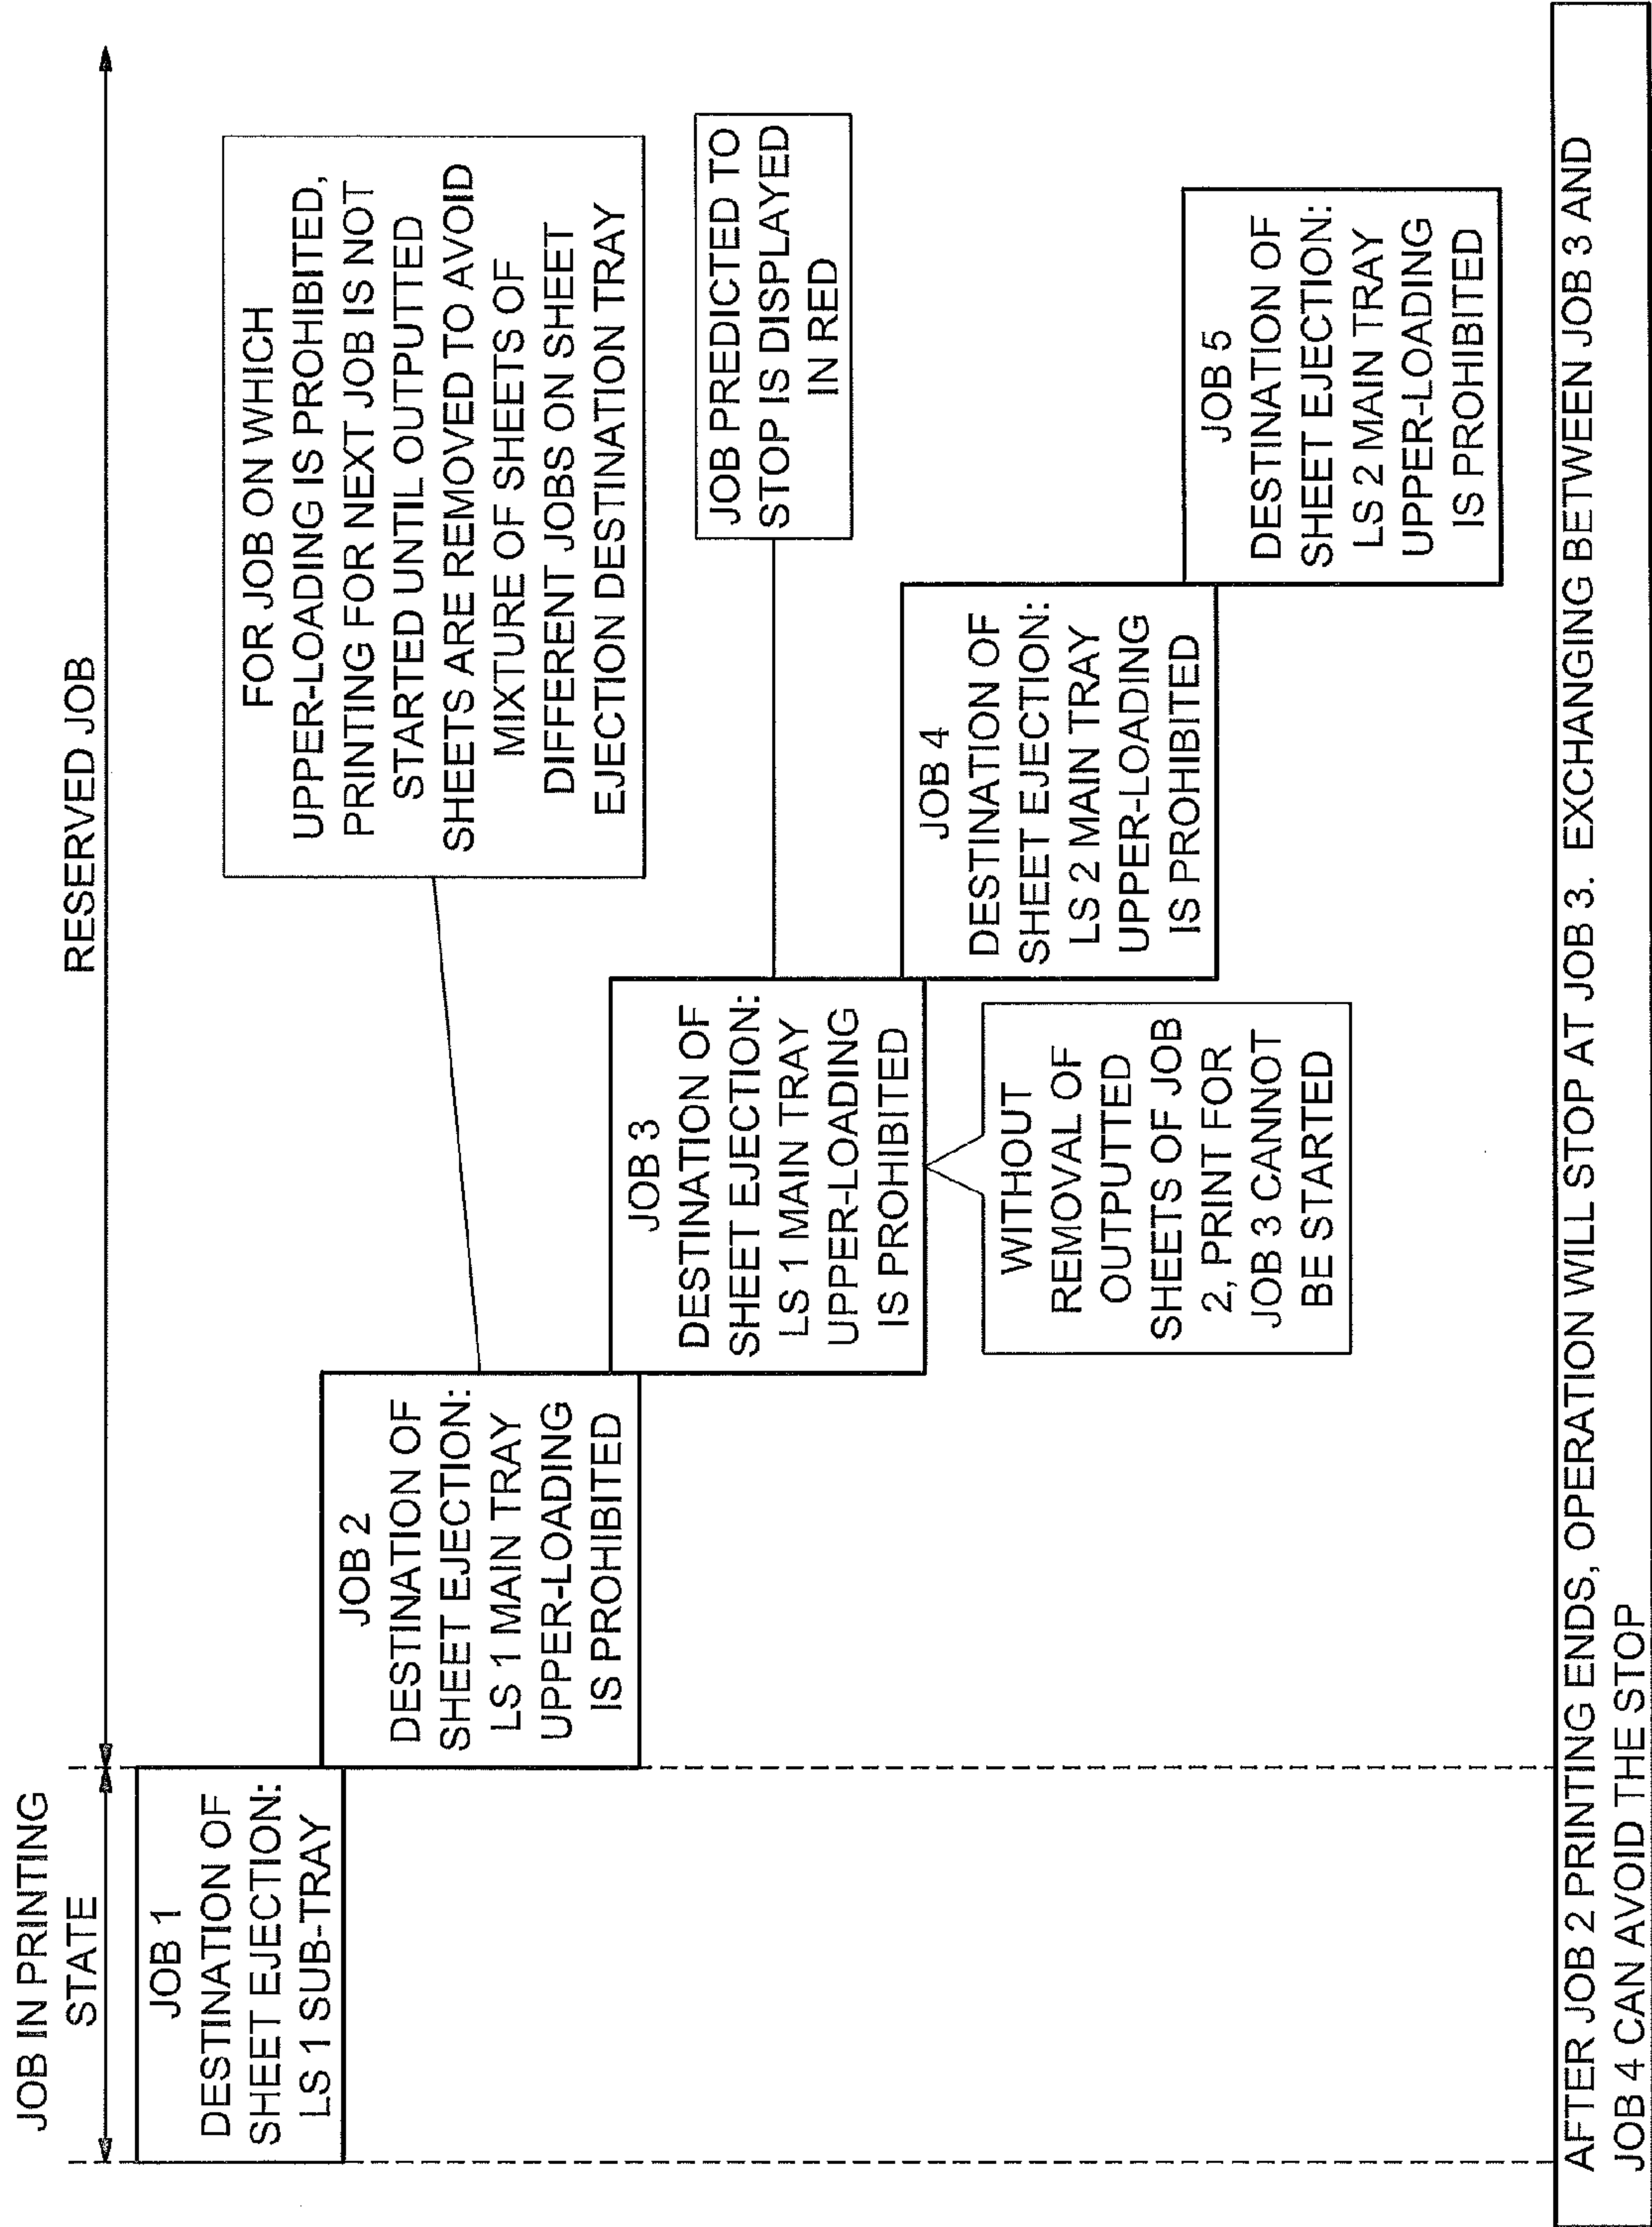 JOB IN PRINTING
STATE
RESERVED JOB
JOB 1
DESTINATION OF
SHEET EJECTION:
LS 1 SUB-TRAY
JOB 2
DESTINATION OF
SHEET EJECTION:
LS 1 MAIN TRAY
UPPER-LOADING
IS PROHIBITED
FOR JOB ON WHICH
UPPER-LOADING IS PROHIBITED,
PRINTING FOR NEXT JOB IS NOT
STARTED UNTIL OUTPUTTED
SHEETS ARE REMOVED TO AVOID
MIXTURE OF SHEETS OF
DIFFERENT JOBS ON SHEET
EJECTION DESTINATION TRAY
JOB 3
DESTINATION OF
SHEET EJECTION:
LS 1 MAIN TRAY
UPPER-LOADING
IS PROHIBITED
JOB PREDICTED TO
STOP IS DISPLAYED
IN RED
WITHOUT
REMOVAL OF
OUTPUTTED
SHEETS OF JOB
2, PRINT FOR
JOB 3 CANNOT
BE STARTED
JOB 4
DESTINATION OF
SHEET EJECTION:
LS 2 MAIN TRAY
UPPER-LOADING
IS PROHIBITED
JOB 5
DESTINATION OF
SHEET EJECTION:
LS 2 MAIN TRAY
UPPER-LOADING
IS PROHIBITED
AFTER JOB 2 PRINTING ENDS, OPERATION WILL STOP AT JOB 3. EXCHANGING BETWEEN JOB 3 AND
JOB 4 CAN AVOID THE STOP